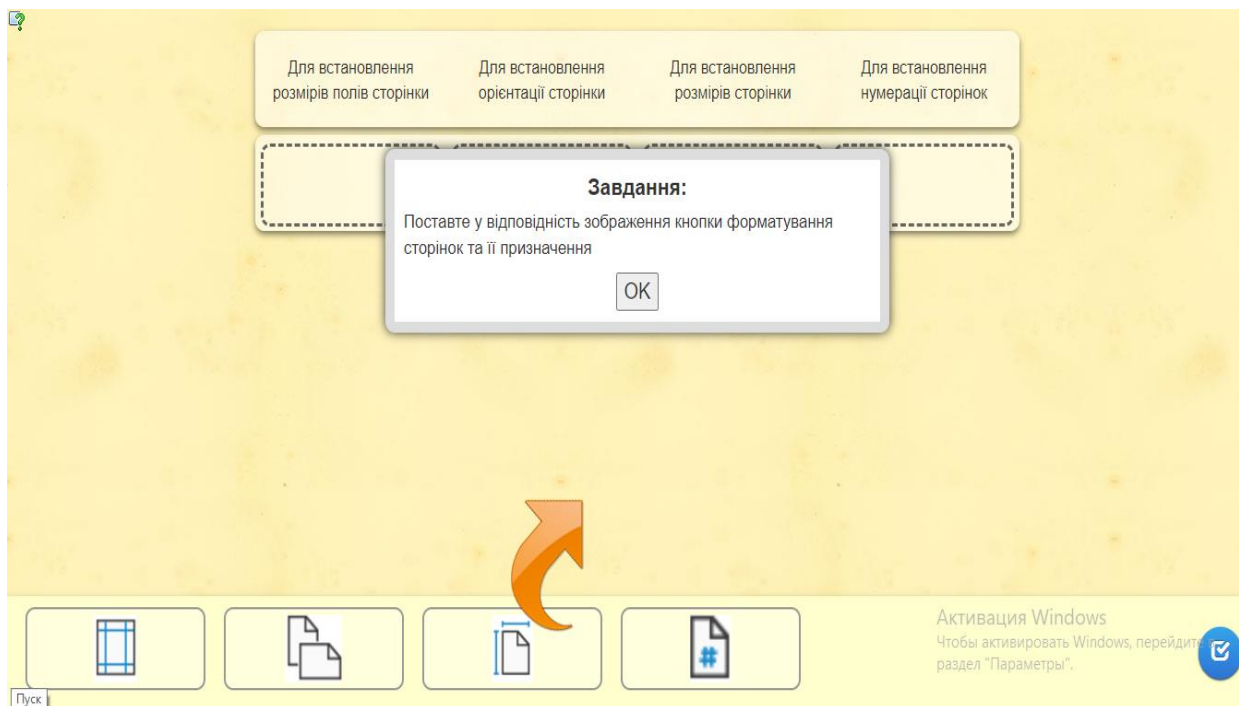 Для встановлення
розмірів полів сторінки
Для встановлення
орієнтації сторінки
Для встановлення
розмірів сторінки
Для встановлення
нумерації сторінок
Завдання:
Поставте у відповідність зображення кнопки форматування
сторінок та її призначення
OK
#
Активация Windows
Чтобы активировать Windows, перейдите
раздел "Параметры".
Пуск